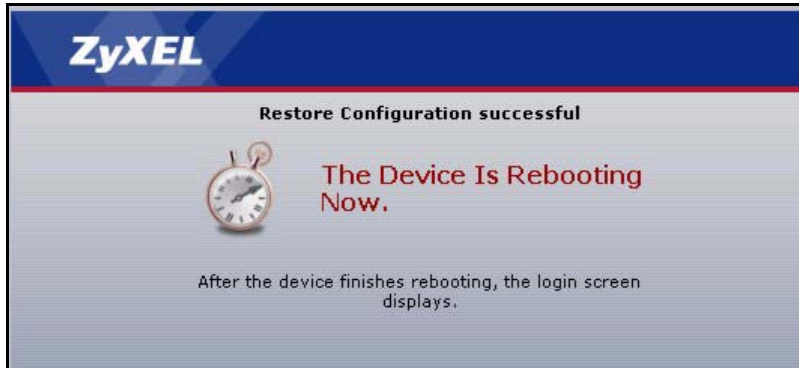 ZyXEL
Restore Configuration successful
The Device Is Rebooting
Now.
After the device finishes rebooting, the login screen
displays.